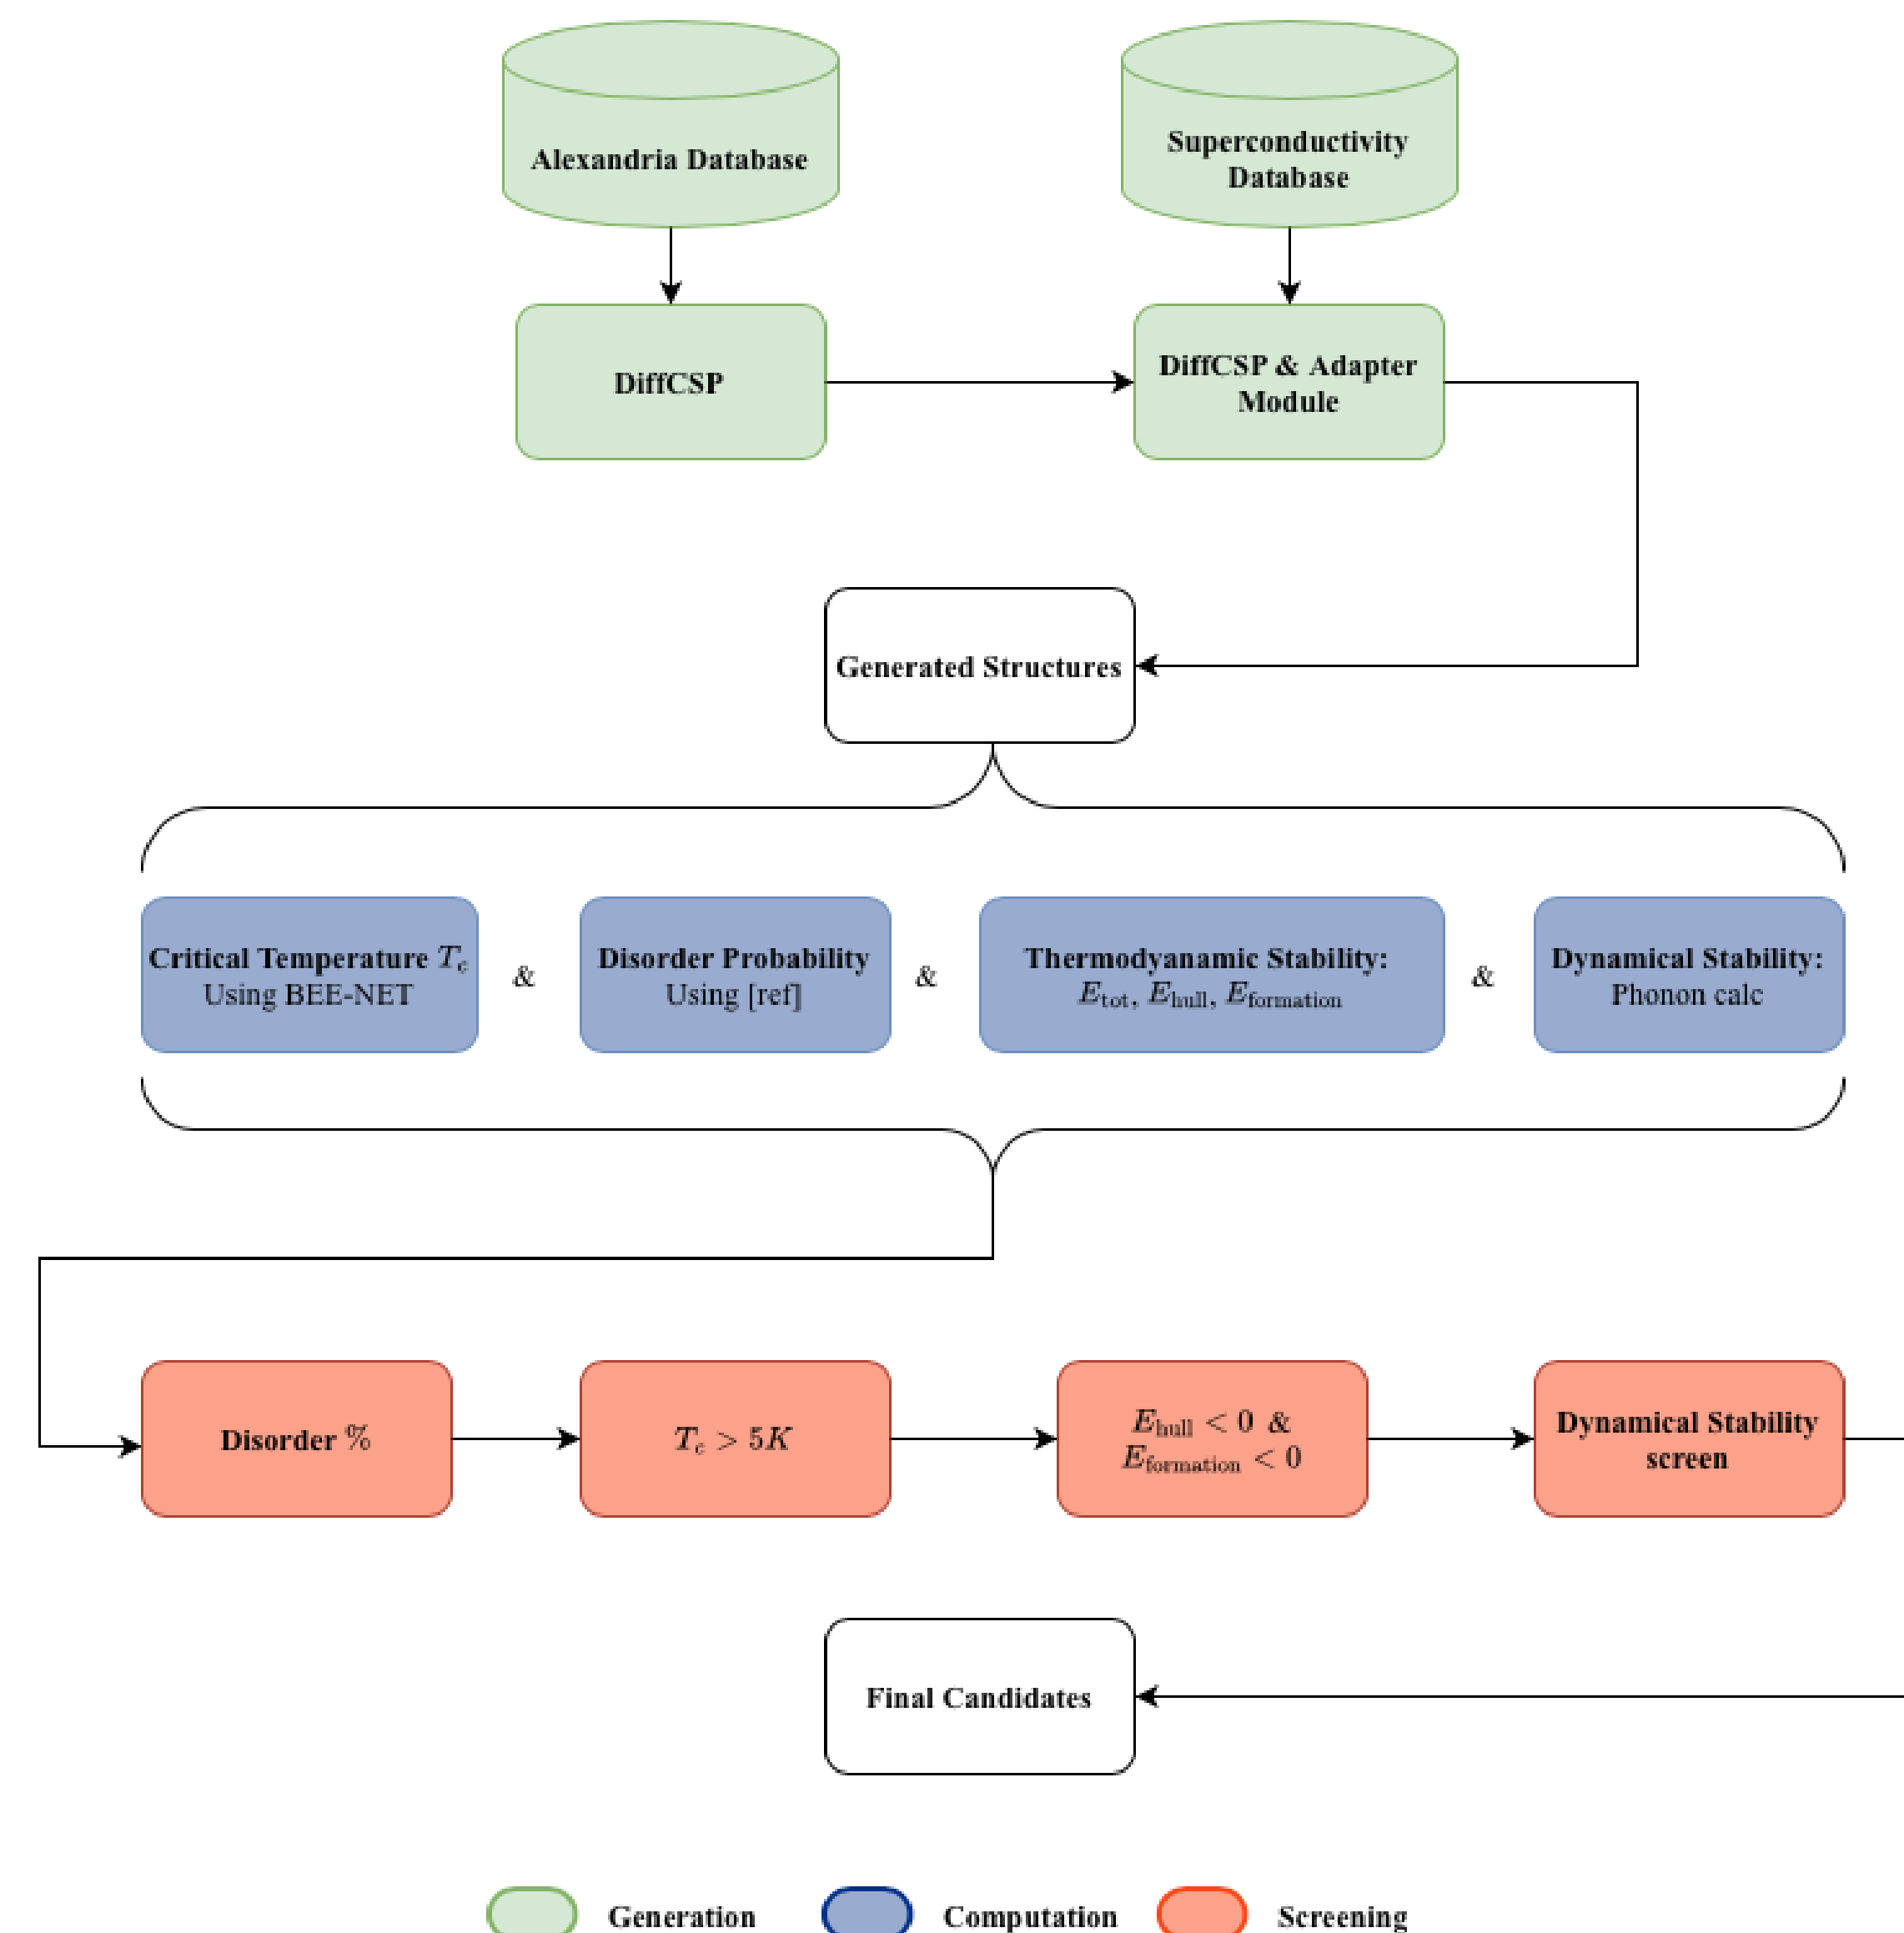 Alexandria Database
Superconductivity
Database
DiffCSP
DiffCSP & Adapter
Module
Generated Structures
Critical Temperature T_c
Using BEE-NET
&
Disorder Probability
Using [ref]
&
Thermodyanamic Stability:
E_tot, E_hull, E_formation
&
Dynamical Stability:
Phonon calc
Disorder %
T_c > 5K
E_hull < 0 &
E_formation < 0
Dynamical Stability
screen
Final Candidates
Generation
Computation
Screening